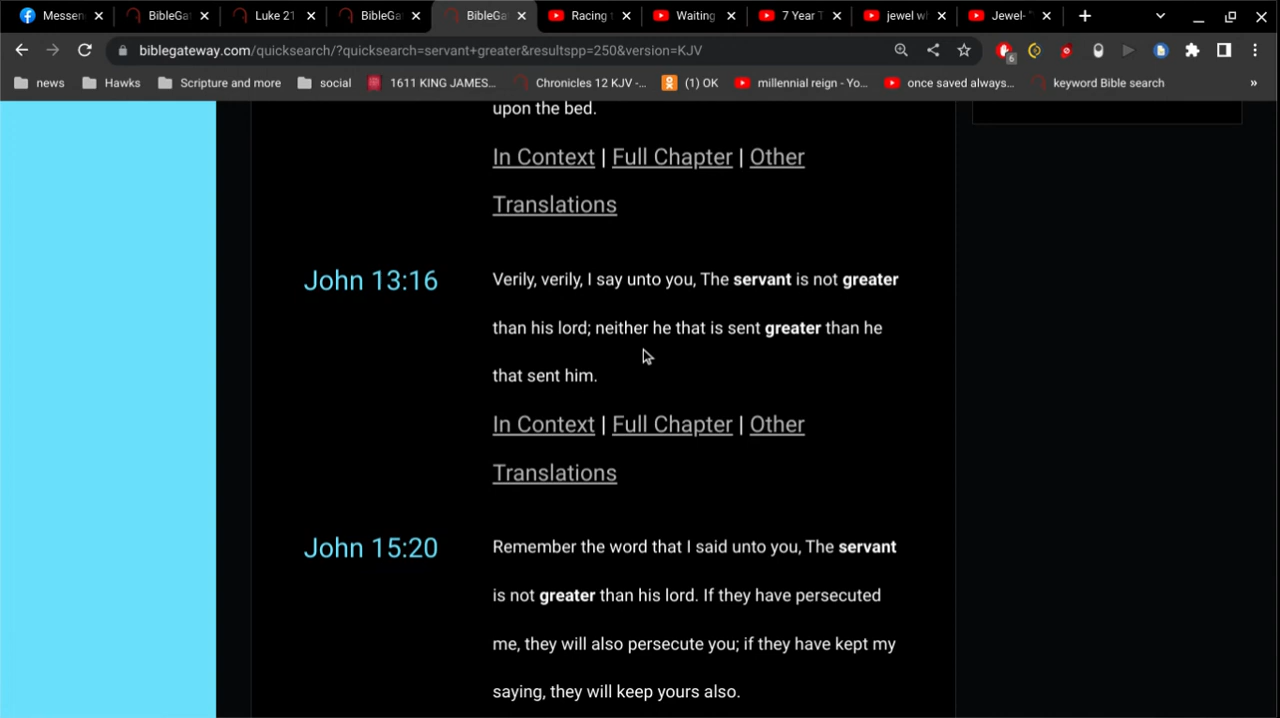 Messen
BibleGa
Luke 21
BibleGa
BibleGa
Racing
Waiting
7 Year T
jewel w
Jewel- "
biblegateway.com/quicksearch/?quicksearch=servant+greater&resultspp=250&version=KJV
6
news
Hawks
Scripture and more
social
1611 KING JAMES...
Chronicles 12 KJV -...
(1) OK
millennial reign - Yo...
once saved always...
keyword Bible search
»
upon the bed.
In Context | Full Chapter | Other
Translations
John 13:16
Verily, verily, I say unto you, The servant is not greater
than his lord; neither he that is sent greater than he
that sent him.
In Context | Full Chapter | Other
Translations
John 15:20
Remember the word that I said unto you, The servant
is not greater than his lord. If they have persecuted
me, they will also persecute you; if they have kept my
saying, they will keep yours also.